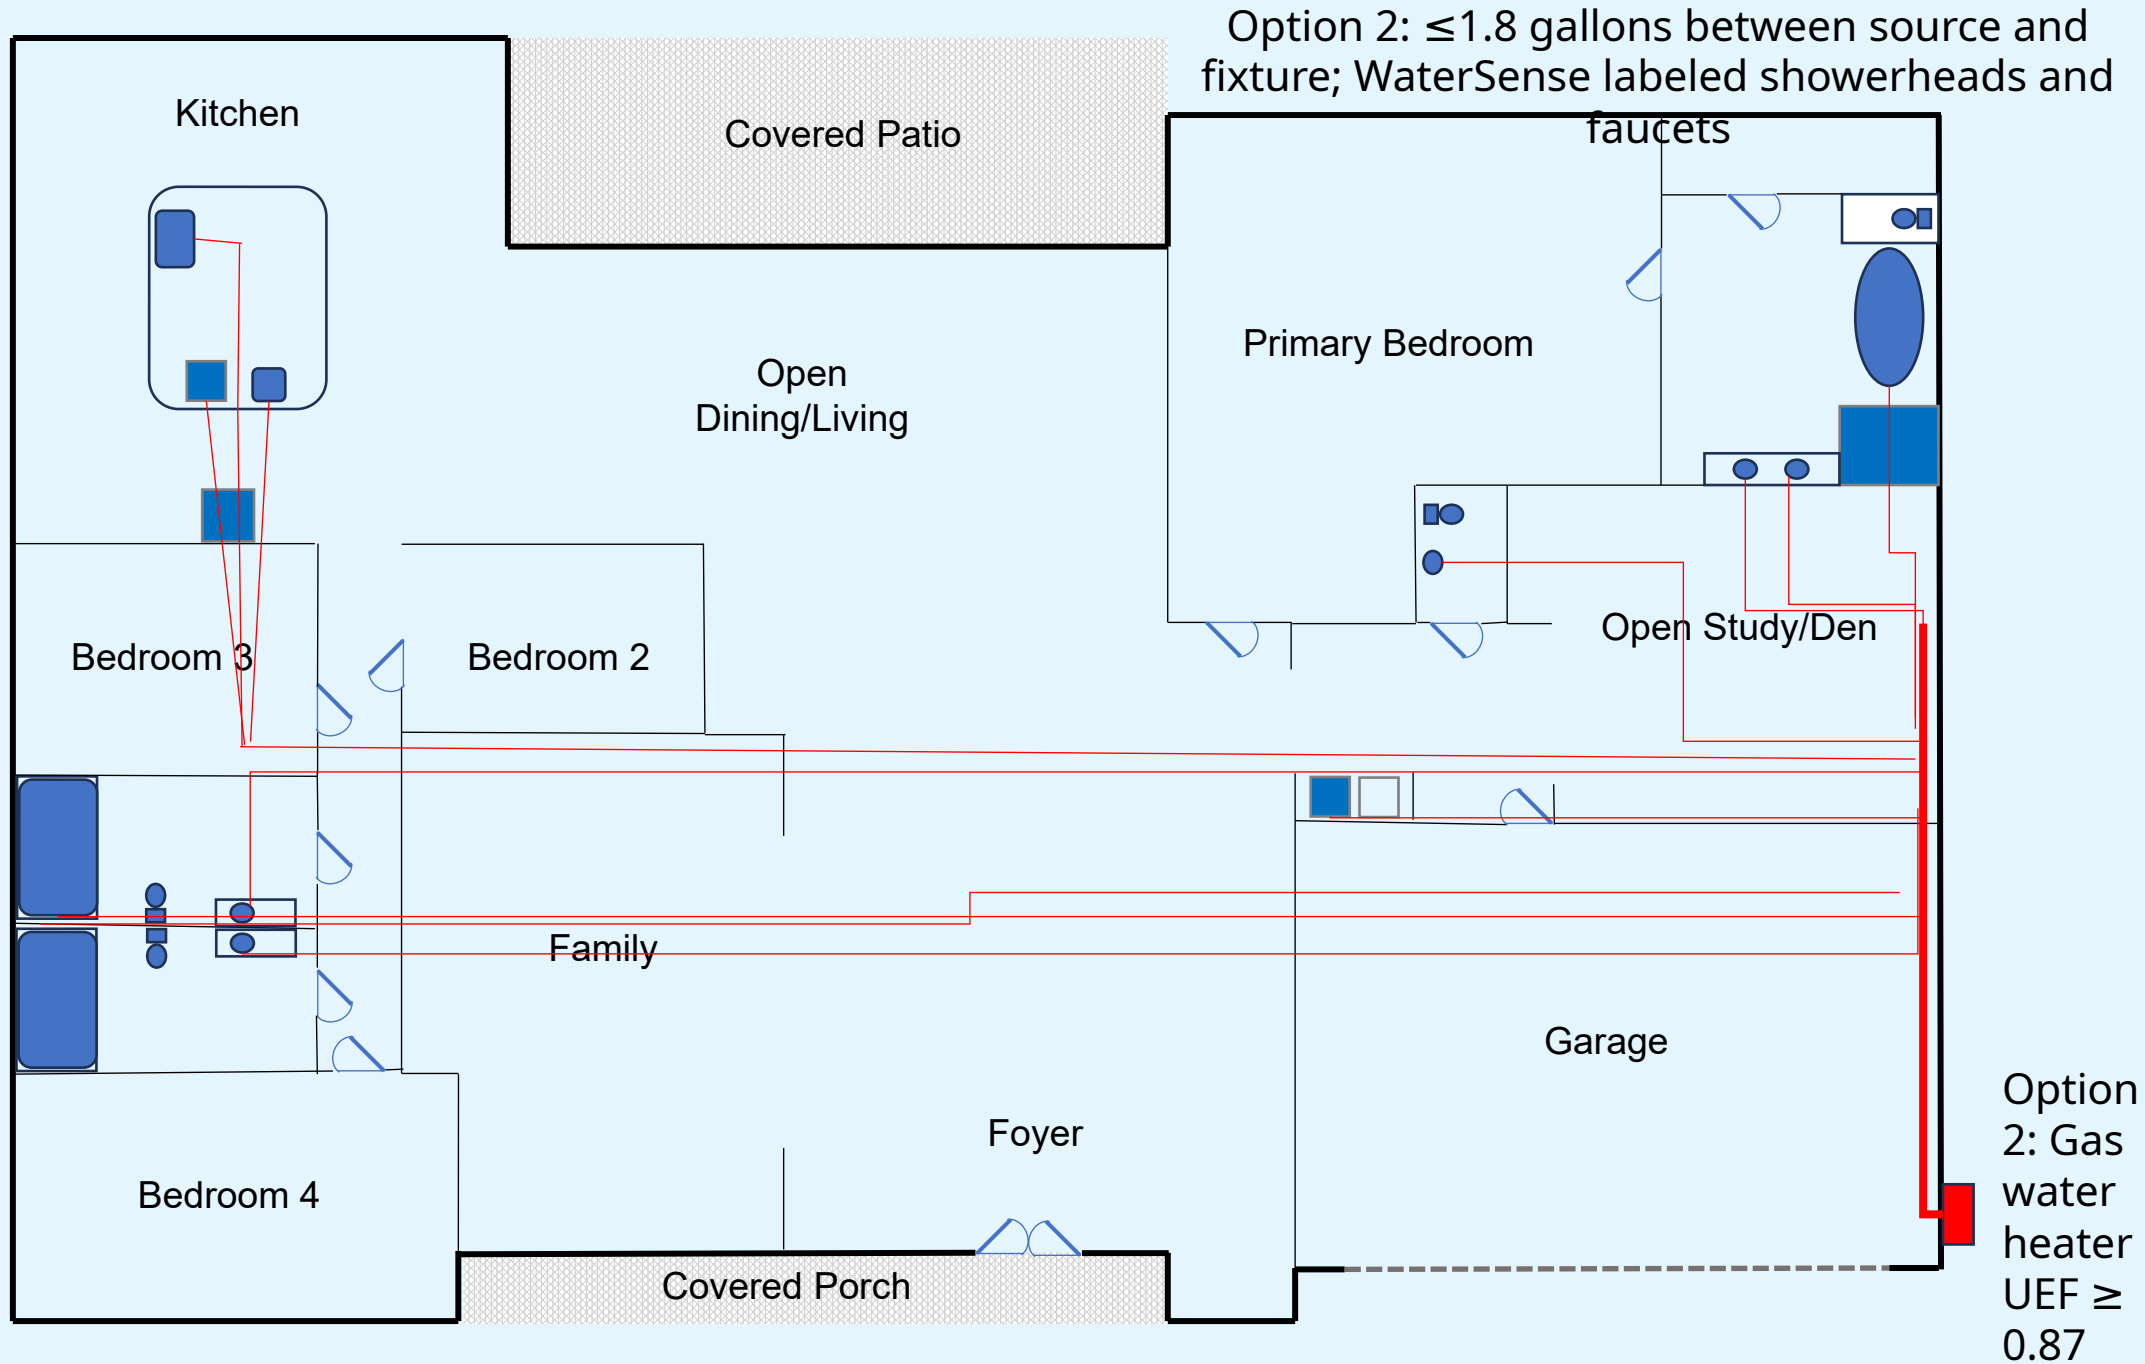 Option 2: ≤1.8 gallons between source and
fixture; WaterSense labeled showerheads and
faucets
Kitchen
Covered Patio
Primary Bedroom
Open
Dining/Living
Open Study/Den
Bedroom 3
Bedroom 2
Family
Garage
Foyer
Bedroom 4
Covered Porch
Option
2: Gas
water
heater
UEF ≥
0.87